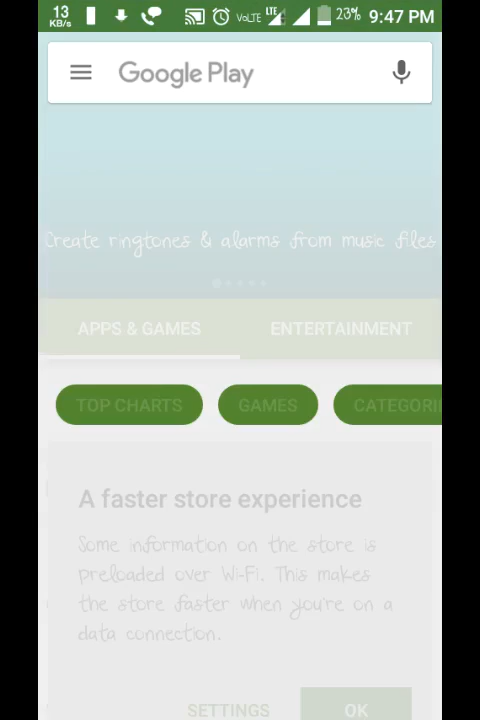 13 KB/s VoLTE LTE 23% 9:47 PM
Google Play
Create ringtones & alarms from music files
APPS & GAMES ENTERTAINMENT
TOP CHARTS GAMES CATEGORI
A faster store experience
Some information on the store is
preloaded over Wi-Fi. This makes
the store faster when you're on a
data connection.
SETTINGS OK